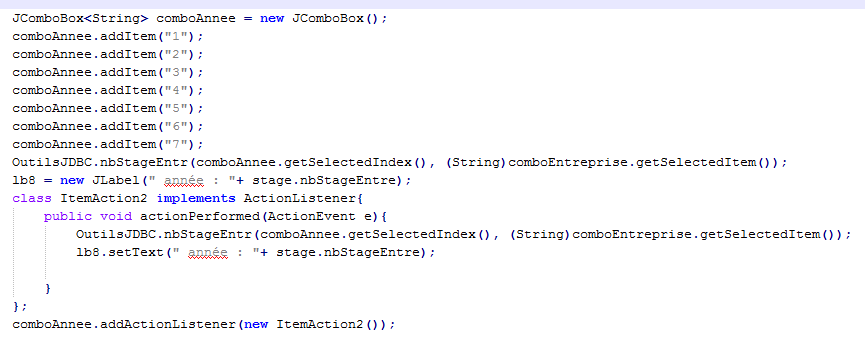 JComboBox<String> comboAnnee = new JComboBox();
comboAnnee.addItem("1");
comboAnnee.addItem("2");
comboAnnee.addItem("3");
comboAnnee.addItem("4");
comboAnnee.addItem("5");
comboAnnee.addItem("6");
comboAnnee.addItem("7");
OutilsJDBC.nbStageEntr(comboAnnee.getSelectedIndex(), (String)comboEntreprise.getSelectedItem());
lb8 = new JLabel(" année : "+ stage.nbStageEntre);
class ItemAction2 implements ActionListener{
    public void actionPerformed(ActionEvent e){
        OutilsJDBC.nbStageEntr(comboAnnee.getSelectedIndex(), (String)comboEntreprise.getSelectedItem());
        lb8.setText(" année : "+ stage.nbStageEntre);
    }
};
comboAnnee.addActionListener(new ItemAction2());